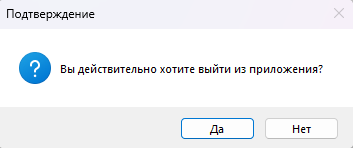 Подтверждение
Вы действительно хотите выйти из приложения?
Да
Нет